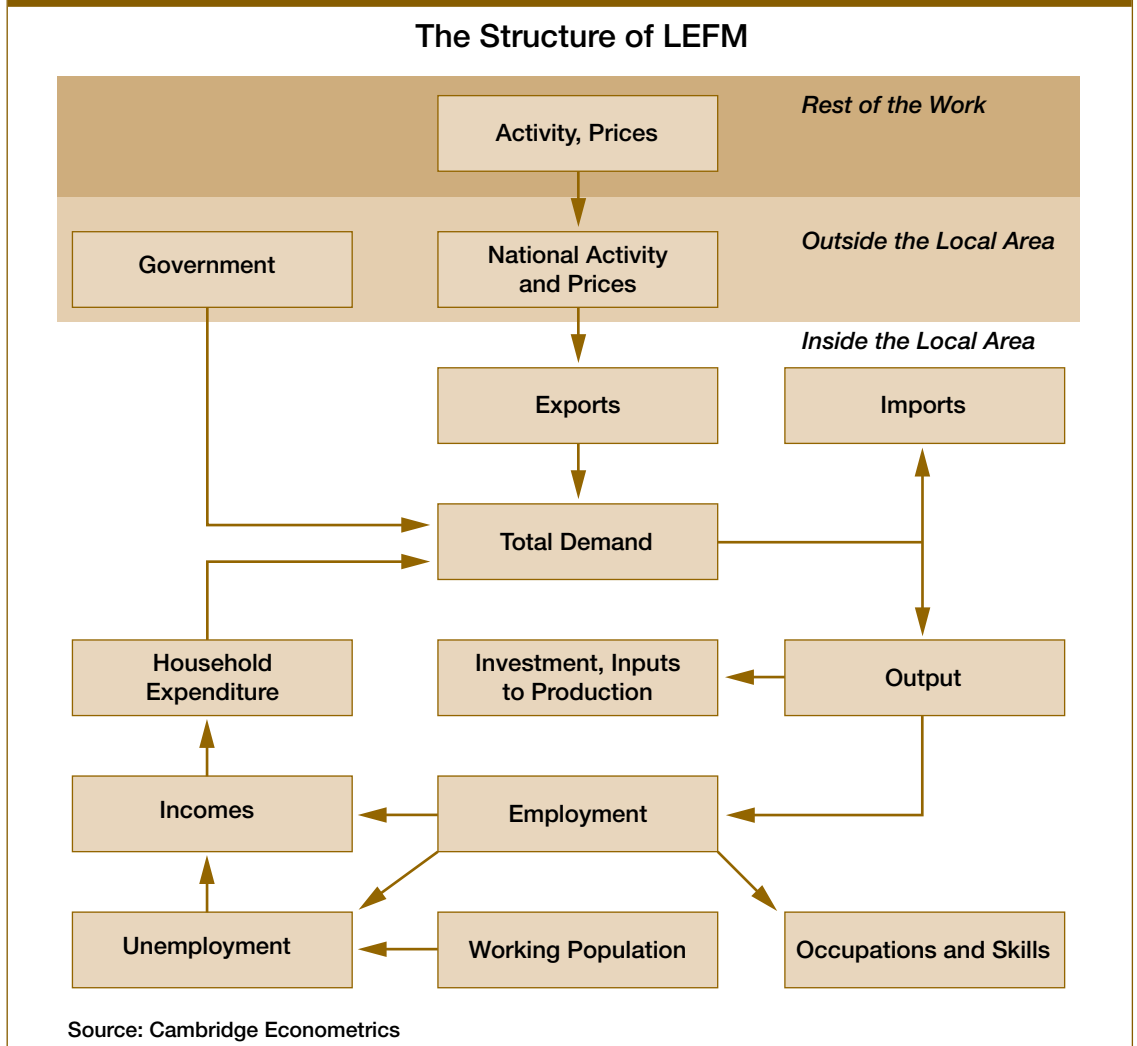 The Structure of LEFM
Rest of the Work
Activity, Prices
Outside the Local Area
Government
National Activity
and Prices
Inside the Local Area
Exports
Imports
Total Demand
Household
Expenditure
Investment, Inputs
to Production
Output
Incomes
Employment
Unemployment
Working Population
Occupations and Skills
Source: Cambridge Econometrics